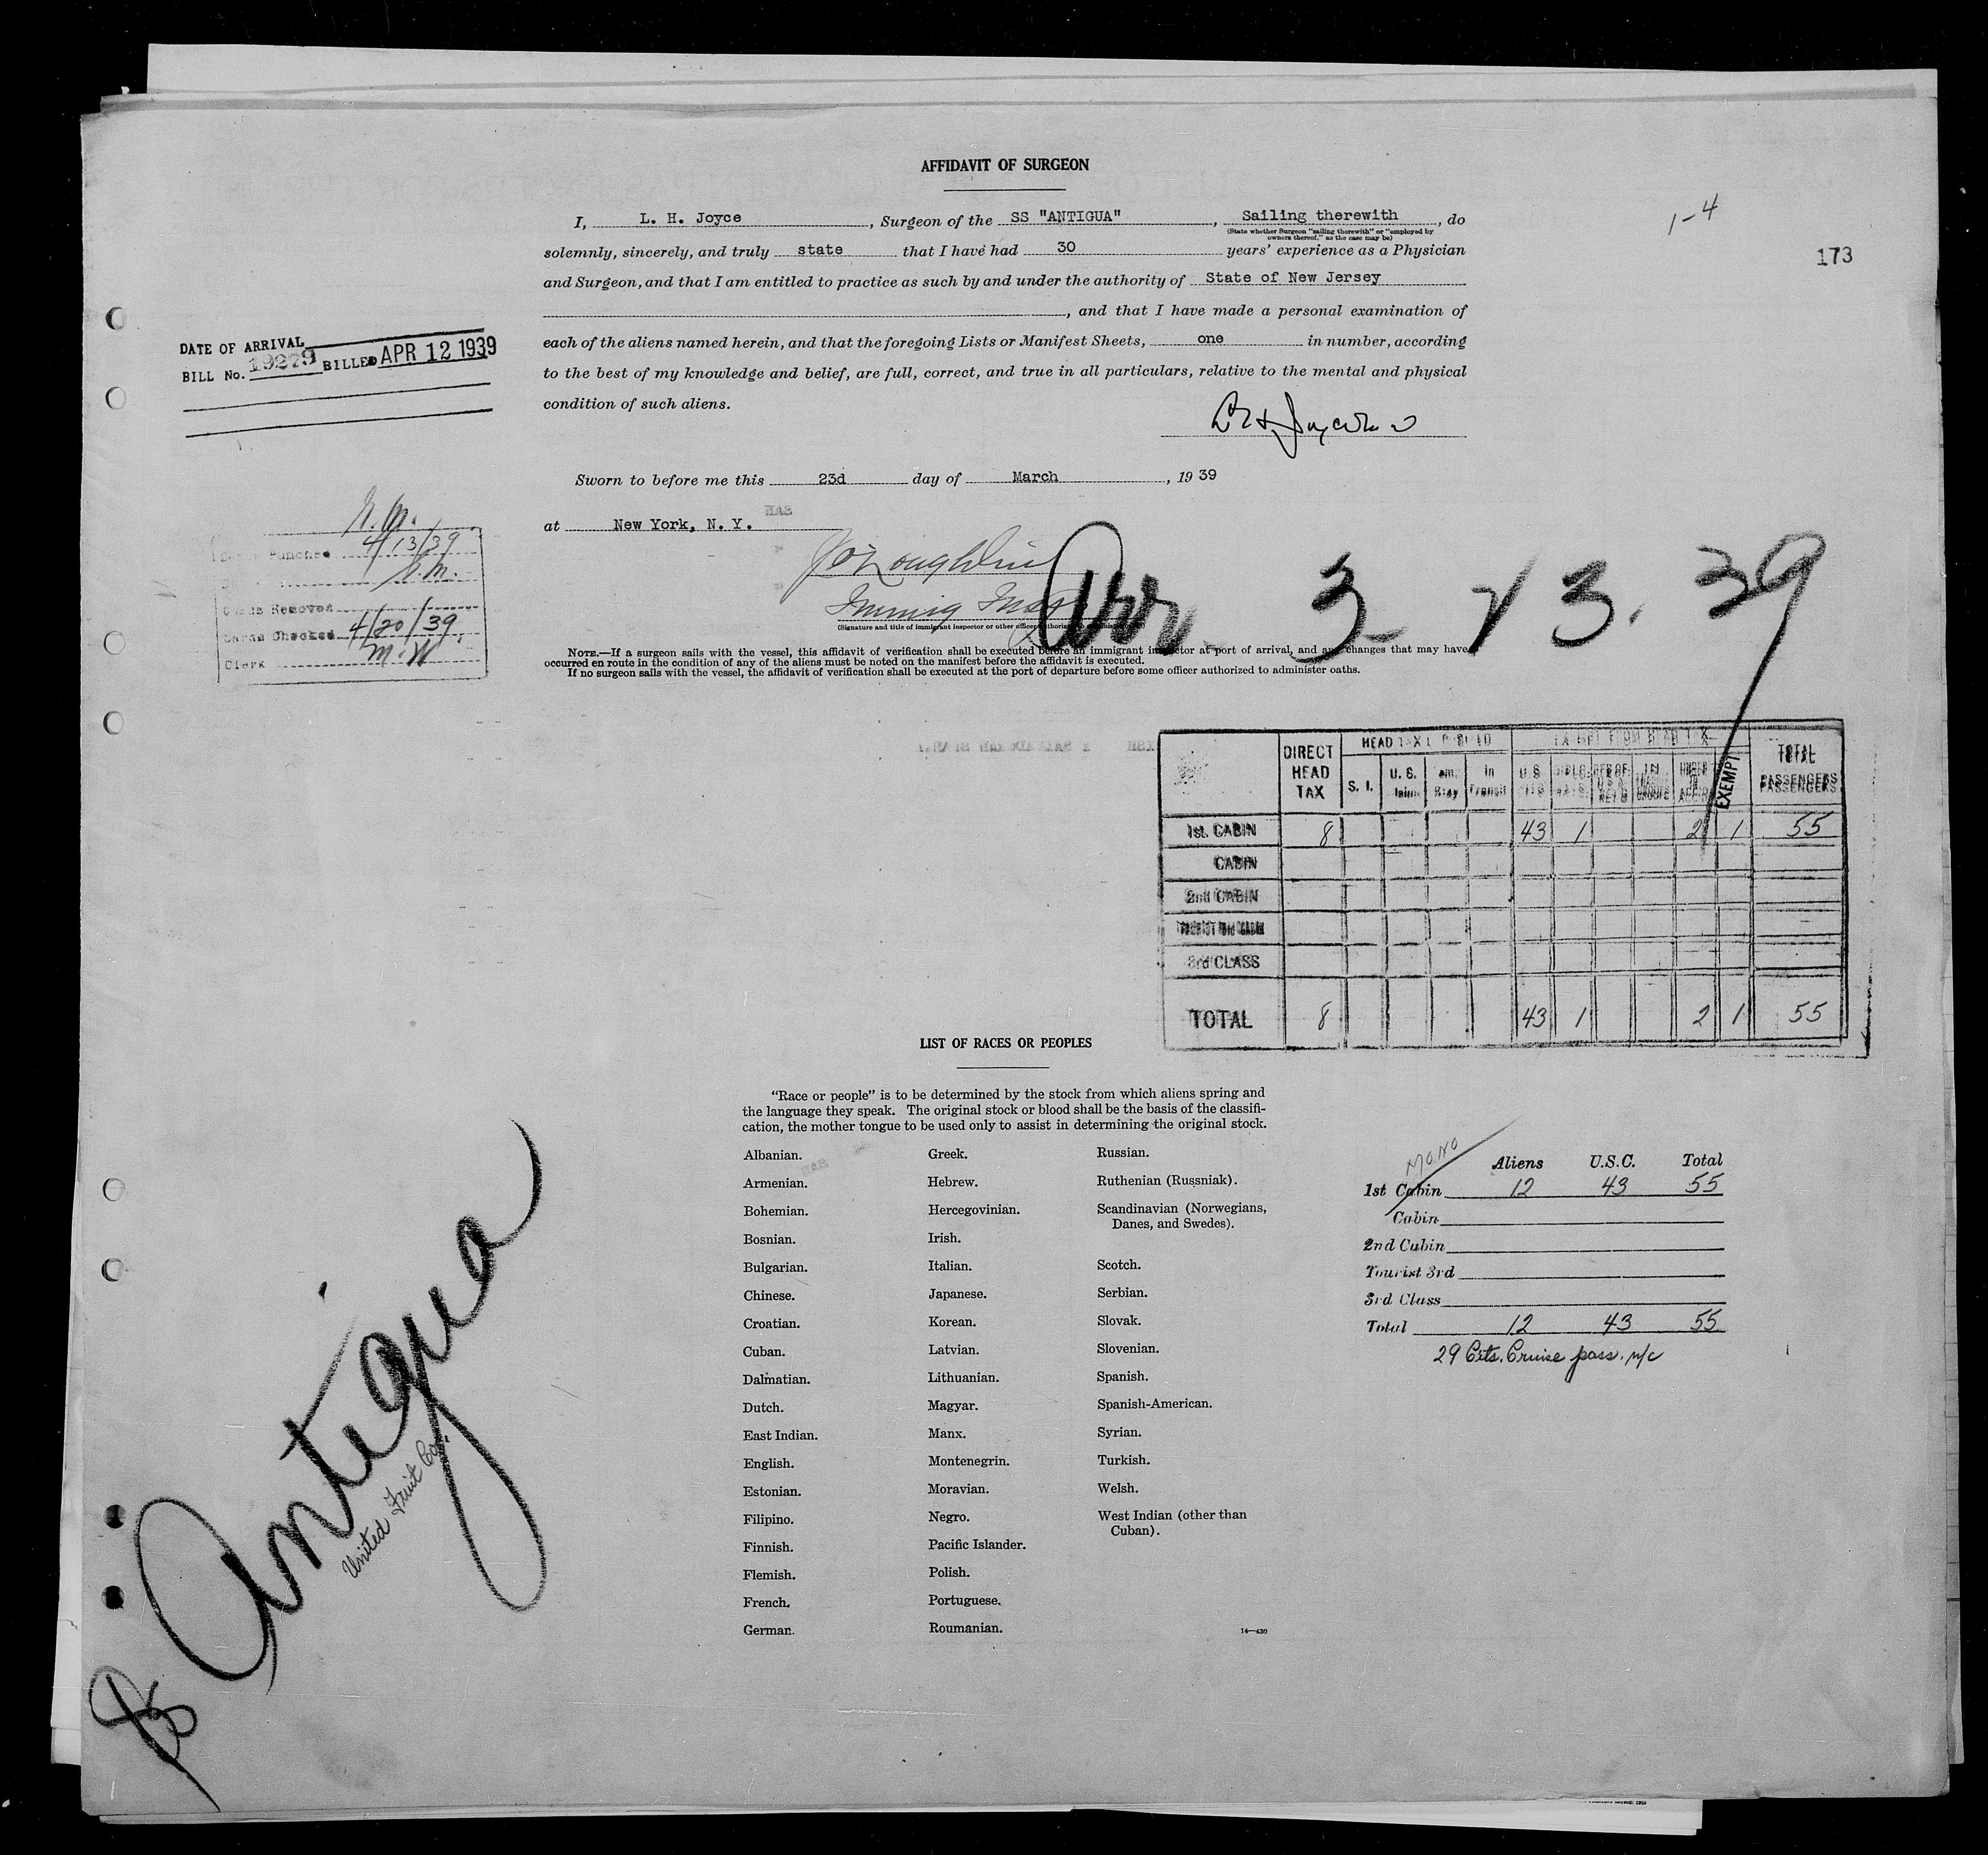 AFFIDAVIT OF SURGEON
1-4
173
I, L. H. Joyce, Surgeon of the SS "ANTIGUA", Sailing therewith, do
(State whether Surgeon "sailing therewith" or "employed by
owners thereof," as the case may be)
solemnly, sincerely, and truly state that I have had 30 years' experience as a Physician
and Surgeon, and that I am entitled to practice as such by and under the authority of State of New Jersey
, and that I have made a personal examination of
each of the aliens named herein, and that the foregoing Lists or Manifest Sheets, one in number, according
to the best of my knowledge and belief, are full, correct, and true in all particulars, relative to the mental and physical
condition of such aliens.
DATE OF ARRIVAL
BILL No. 19279 BILLED APR 12 1939
Sworn to before me this 23d day of March, 19 39
at New York, N. Y.
J O'Loughlin
Immig Insp
(Signature and title of immigrant inspector or other officer
Arr. 3-23.39
Punched 4/13/39
Cards Removed
Cards Checked 4/20/39
Clerk M.W
NOTE.—If a surgeon sails with the vessel, this affidavit of verification shall be executed before an immigrant inspector at port of arrival, and any changes that may have
occurred en route in the condition of any of the aliens must be noted on the manifest before the affidavit is executed.
If no surgeon sails with the vessel, the affidavit of verification shall be executed at the port of departure before some officer authorized to administer oaths.
DIRECT HEAD TAX S. I. U. S. In Transit U.S. EXEMPT TOTAL PASSENGERS
1st. CABIN 8 43 1 2 1 55
CABIN
2nd CABIN
3rd CLASS
TOTAL 8 43 1 2 1 55
LIST OF RACES OR PEOPLES
"Race or people" is to be determined by the stock from which aliens spring and
the language they speak. The original stock or blood shall be the basis of the classifi-
cation, the mother tongue to be used only to assist in determining the original stock.
Albanian.
Armenian.
Bohemian.
Bosnian.
Bulgarian.
Chinese.
Croatian.
Cuban.
Dalmatian.
Dutch.
East Indian.
English.
Estonian.
Filipino.
Finnish.
Flemish.
French.
German.
Greek.
Hebrew.
Hercegovinian.
Irish.
Italian.
Japanese.
Korean.
Latvian.
Lithuanian.
Magyar.
Manx.
Montenegrin.
Moravian.
Negro.
Pacific Islander.
Polish.
Portuguese.
Roumanian.
Russian.
Ruthenian (Russniak).
Scandinavian (Norwegians,
Danes, and Swedes).
Scotch.
Serbian.
Slovak.
Slovenian.
Spanish.
Spanish-American.
Syrian.
Turkish.
Welsh.
West Indian (other than
Cuban).
14—430
MONO
Aliens U.S.C. Total
1st Cabin 12 43 55
Cabin
2nd Cabin
Tourist 3rd
3rd Class
Total 12 43 55
29 Cits. Cruise pass. n/c
SS Antigua
United Fruit Co.